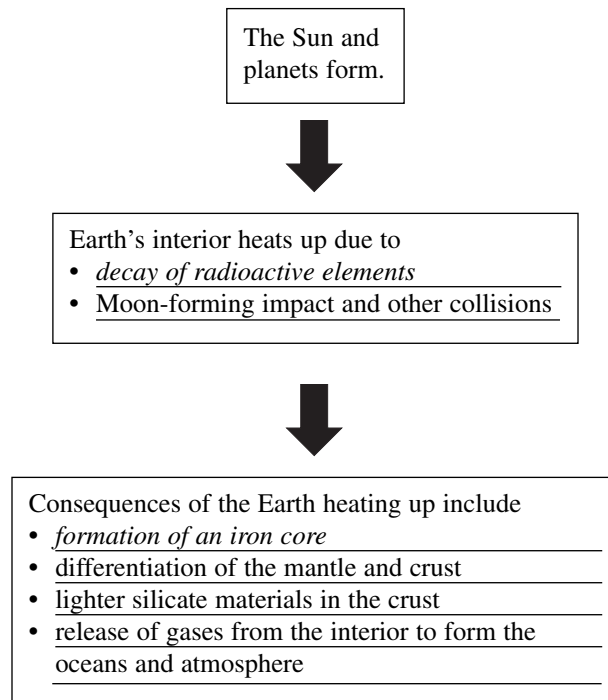 The Sun and
planets form.
Earth’s interior heats up due to
• decay of radioactive elements
• Moon-forming impact and other collisions
Consequences of the Earth heating up include
• formation of an iron core
• differentiation of the mantle and crust
• lighter silicate materials in the crust
• release of gases from the interior to form the
oceans and atmosphere